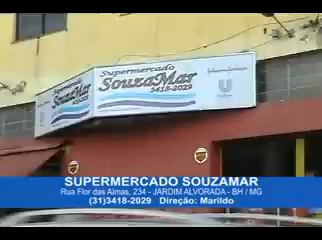 Supermercado
SouzaMar
3418-2029
Unilever
SUPERMERCADO SOUZAMAR
Rua Flor das Almas, 234 - JARDIM ALVORADA - BH / MG
(31)3418-2029 Direção: Marildo